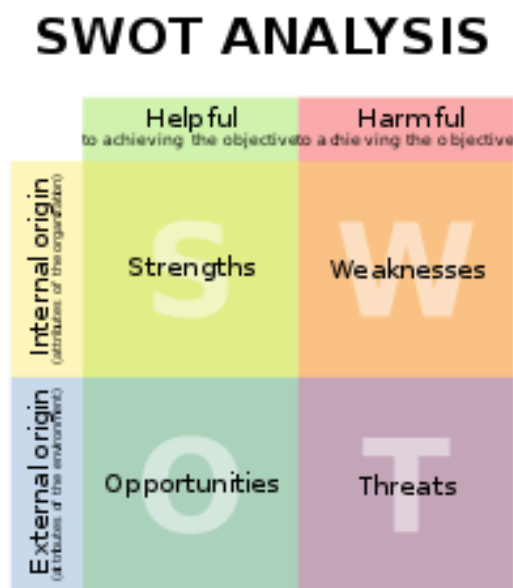 SWOT ANALYSIS
Helpful
to achieving the objective
Harmful
to achieving the objective
Internal origin
(attributes of the organization)
S
Strengths
W
Weaknesses
External origin
(attributes of the environment)
O
Opportunities
T
Threats